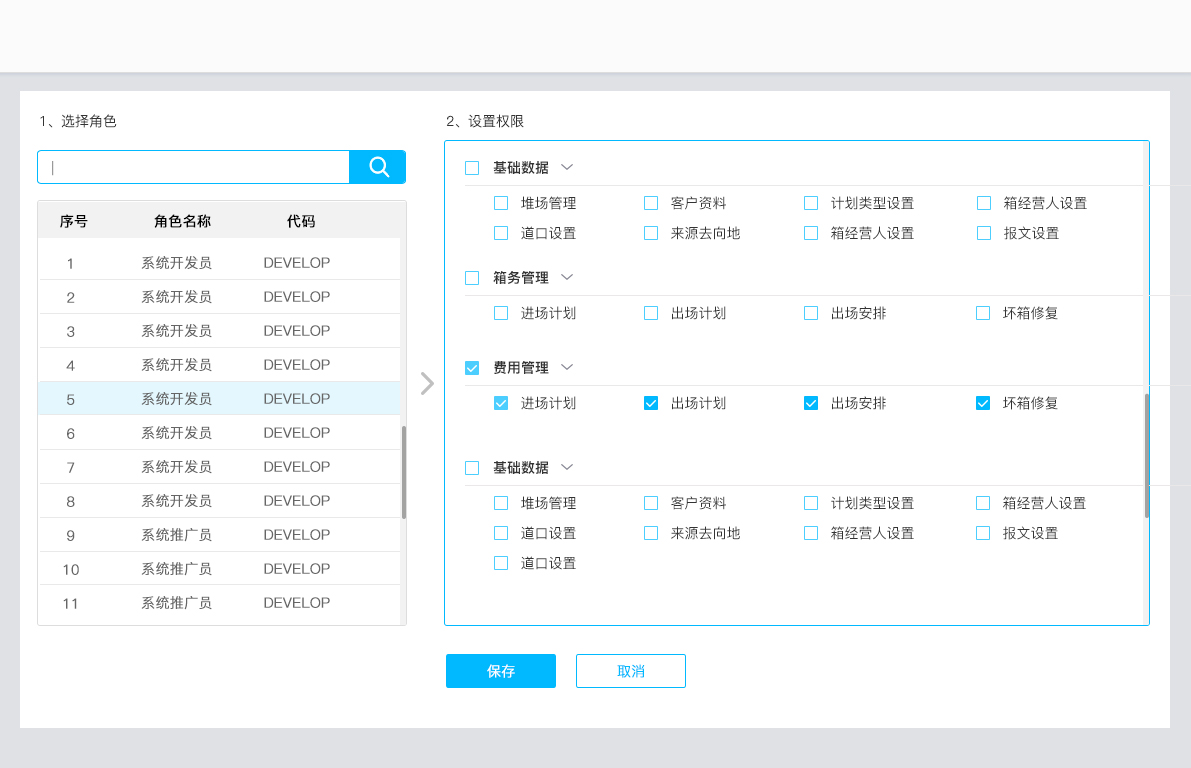 1、选择角色
序号 角色名称 代码
1 系统开发员 DEVELOP
2 系统开发员 DEVELOP
3 系统开发员 DEVELOP
4 系统开发员 DEVELOP
5 系统开发员 DEVELOP
6 系统开发员 DEVELOP
7 系统开发员 DEVELOP
8 系统开发员 DEVELOP
9 系统推广员 DEVELOP
10 系统推广员 DEVELOP
11 系统推广员 DEVELOP
2、设置权限
基础数据
堆场管理 客户资料 计划类型设置 箱经营人设置
道口设置 来源去向地 箱经营人设置 报文设置
箱务管理
进场计划 出场计划 出场安排 坏箱修复
费用管理
进场计划 出场计划 出场安排 坏箱修复
基础数据
堆场管理 客户资料 计划类型设置 箱经营人设置
道口设置 来源去向地 箱经营人设置 报文设置
道口设置
保存 取消